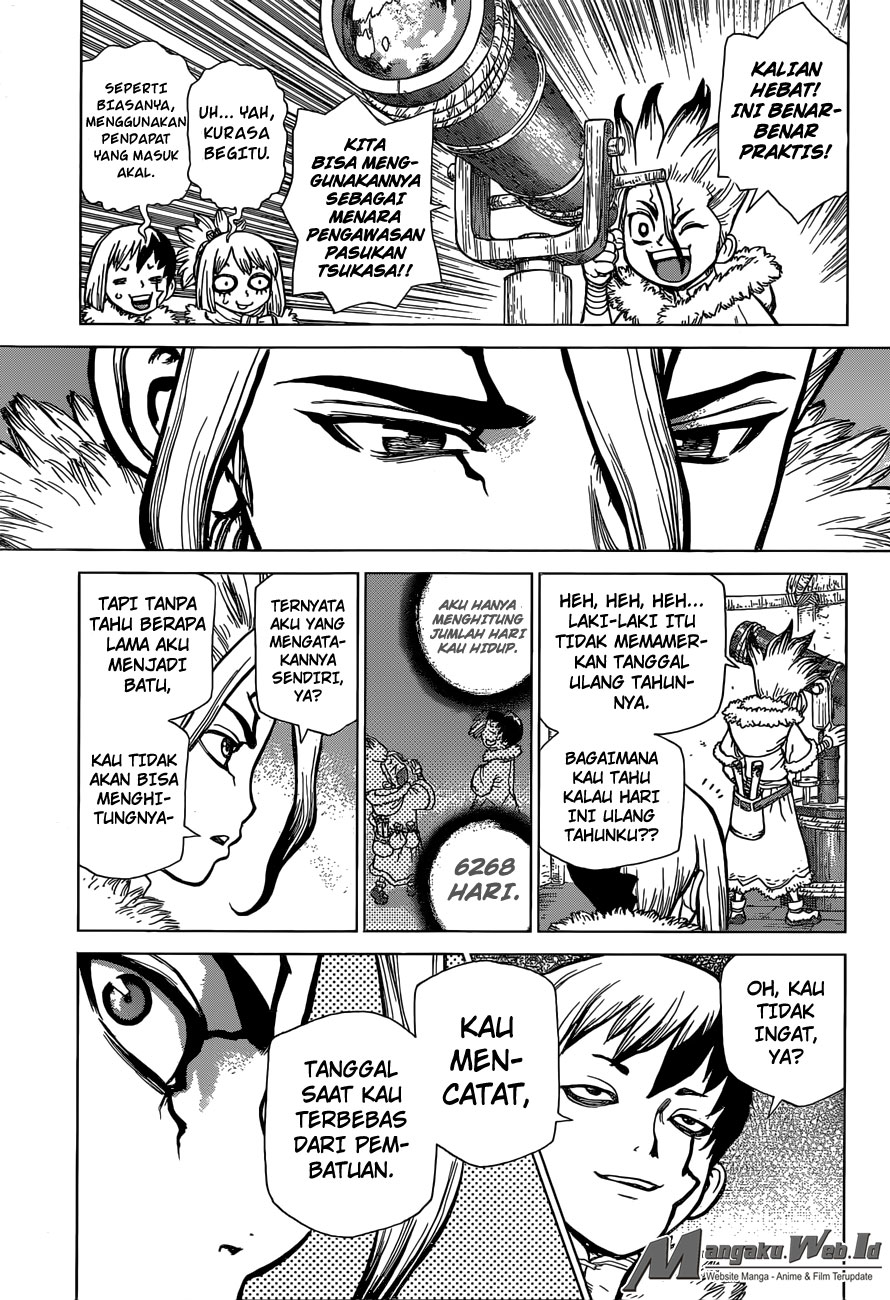 KALIAN
HEBAT!
INI BENAR-
BENAR
PRAKTIS!
KITA
BISA MENG-
GUNAKANNYA
SEBAGAI
MENARA
PENGAWASAN
PASUKAN
TSUKASA!!
UH... YAH,
KURASA
BEGITU.
SEPERTI
BIASANYA,
MENGGUNAKAN
PENDAPAT
YANG MASUK
AKAL.
HEH, HEH, HEH...
LAKI-LAKI ITU
TIDAK MEMAMER-
KAN TANGGAL
ULANG TAHUN-
NYA.
BAGAIMANA
KAU TAHU
KALAU HARI
INI ULANG
TAHUNKU??
AKU HANYA
MENGHITUNG
JUMLAH HARI
KAU HIDUP.
6268
HARI.
TERNYATA
AKU YANG
MENGATA-
KANNYA
SENDIRI,
YA?
TAPI TANPA
TAHU BERAPA
LAMA AKU
MENJADI
BATU,
KAU TIDAK
AKAN BISA
MENGHI-
TUNGNYA-
OH, KAU
TIDAK
INGAT,
YA?
KAU
MEN-
CATAT,
TANGGAL
SAAT KAU
TERBEBAS
DARI PEM-
BATUAN.
Mangaku.Web.Id
Website Manga - Anime & Film Terupdate